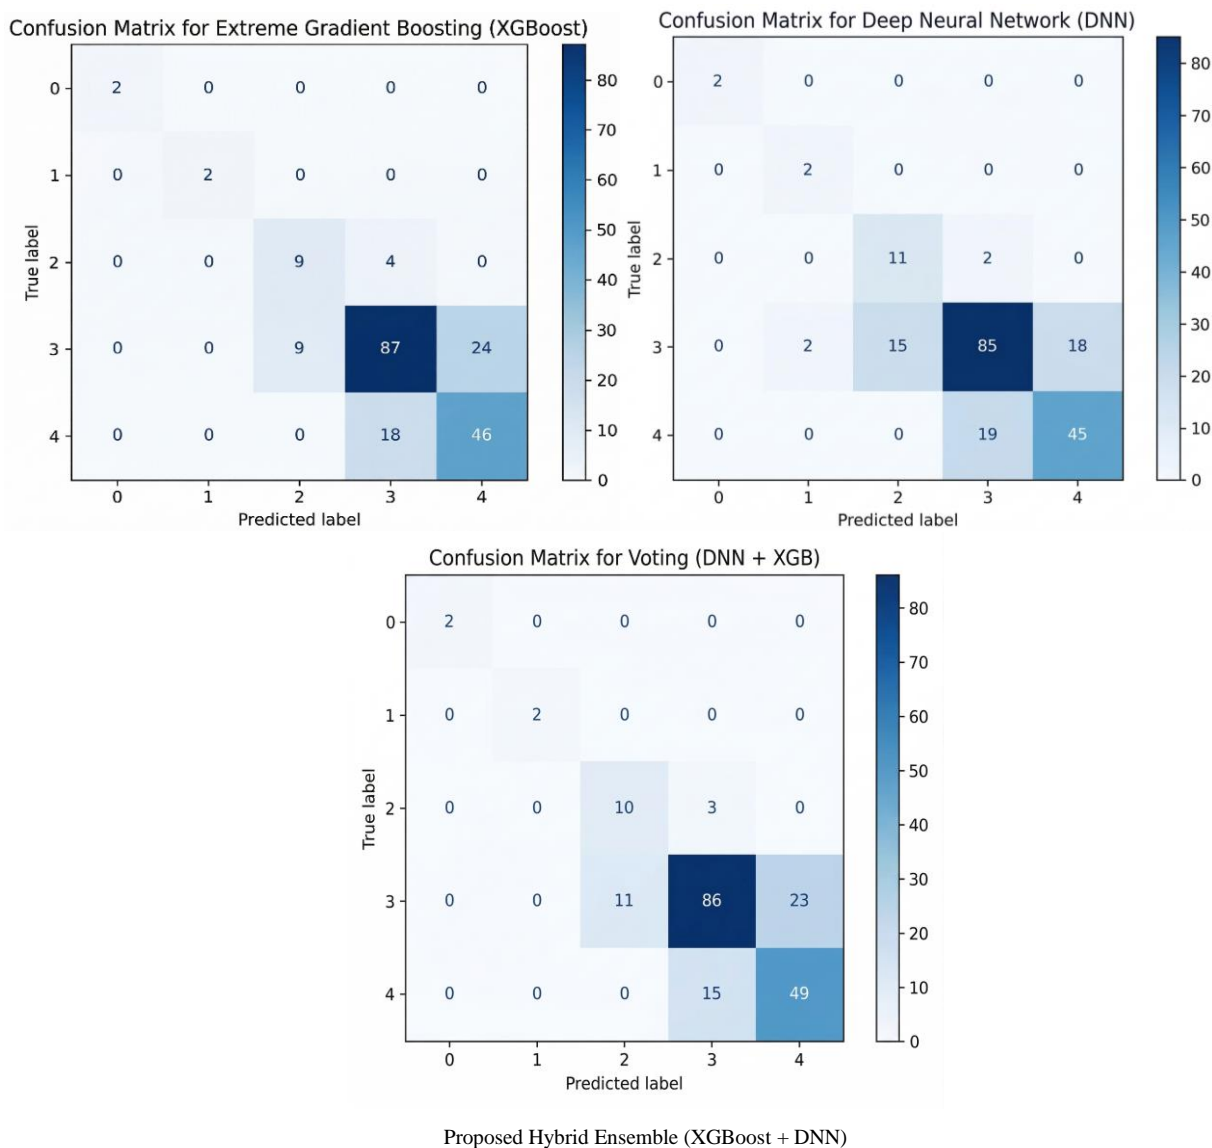 Confusion Matrix for Extreme Gradient Boosting (XGBoost)
True label
0 2 0 0 0 0
1 0 2 0 0 0
2 0 0 9 4 0
3 0 0 9 87 24
4 0 0 0 18 46
0 1 2 3 4
Predicted label
80
70
60
50
40
30
20
10
0
Confusion Matrix for Deep Neural Network (DNN)
True label
0 2 0 0 0 0
1 0 2 0 0 0
2 0 0 11 2 0
3 0 2 15 85 18
4 0 0 0 19 45
0 1 2 3 4
Predicted label
80
70
60
50
40
30
20
10
0
Confusion Matrix for Voting (DNN + XGB)
True label
0 2 0 0 0 0
1 0 2 0 0 0
2 0 0 10 3 0
3 0 0 11 86 23
4 0 0 0 15 49
0 1 2 3 4
Predicted label
80
70
60
50
40
30
20
10
0
Proposed Hybrid Ensemble (XGBoost + DNN)